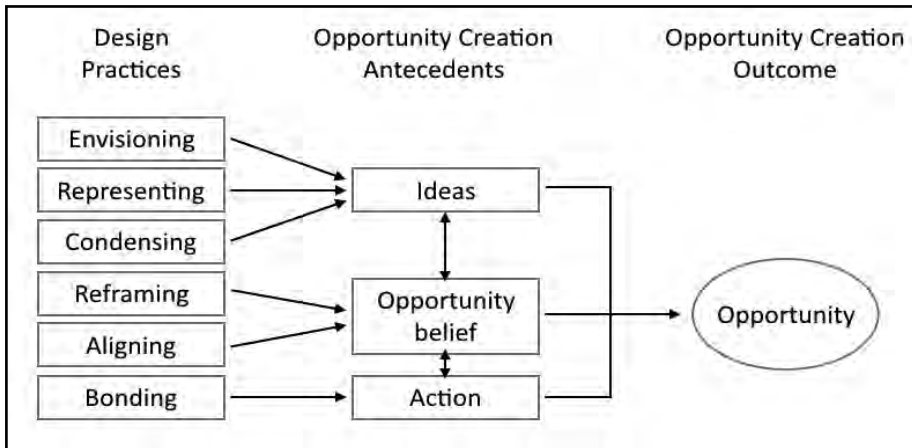 Design
Practices
Opportunity Creation
Antecedents
Opportunity Creation
Outcome
Envisioning
Representing
Condensing
Reframing
Aligning
Bonding
Ideas
Opportunity
belief
Action
Opportunity